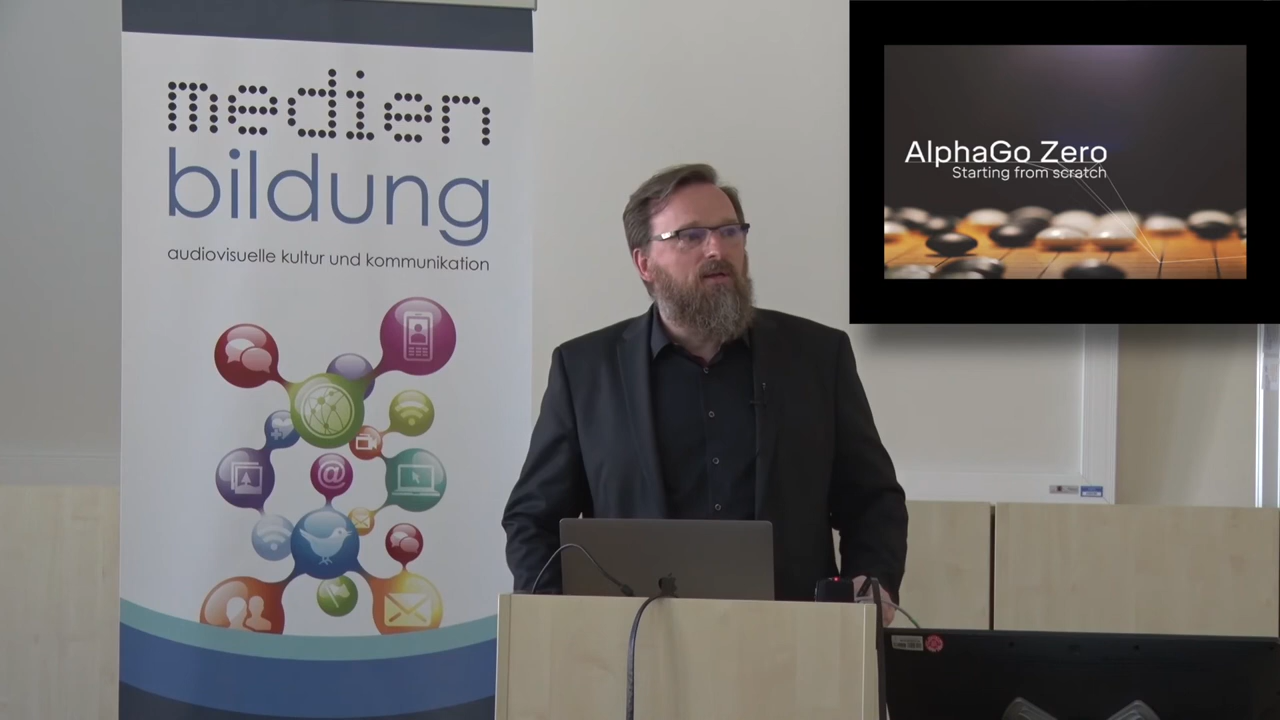 medien
bildung
audiovisuelle kultur und kommunikation
@
AlphaGo Zero
Starting from scratch